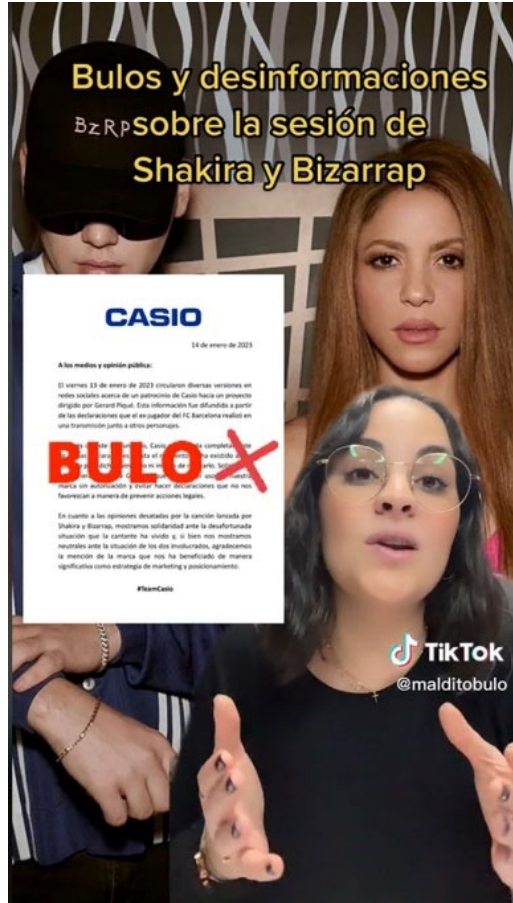 Bulos y desinformaciones
BZRP sobre la sesión de
Shakira y Bizarrap
CASIO
14 de enero de 2023
A los medios y opinión pública:
El viernes 13 de enero de 2023 circularon diversas versiones en
redes sociales acerca de un patrocinio de Casio hacia un proyecto
dirigido por Gerard Piqué. Esta información fue difundida a partir
de las declaraciones que el ex-jugador del FC Barcelona realizó en
una transmisión junto a otros personajes.
BULO
marca sin autorización y evitar hacer declaraciones que no nos
favorezcan a manera de prevenir acciones legales.
En cuanto a las opiniones desatadas por la canción lanzada por
Shakira y Bizarrap, mostramos solidaridad ante la desafortunada
situación que la cantante ha vivido y, si bien nos mostramos
neutrales ante la situación de los dos involucrados, agradecemos
la mención de la marca que nos ha beneficiado de manera
significativa como estrategia de marketing y posicionamiento.
#TeamCasio
TikTok
@malditobulo